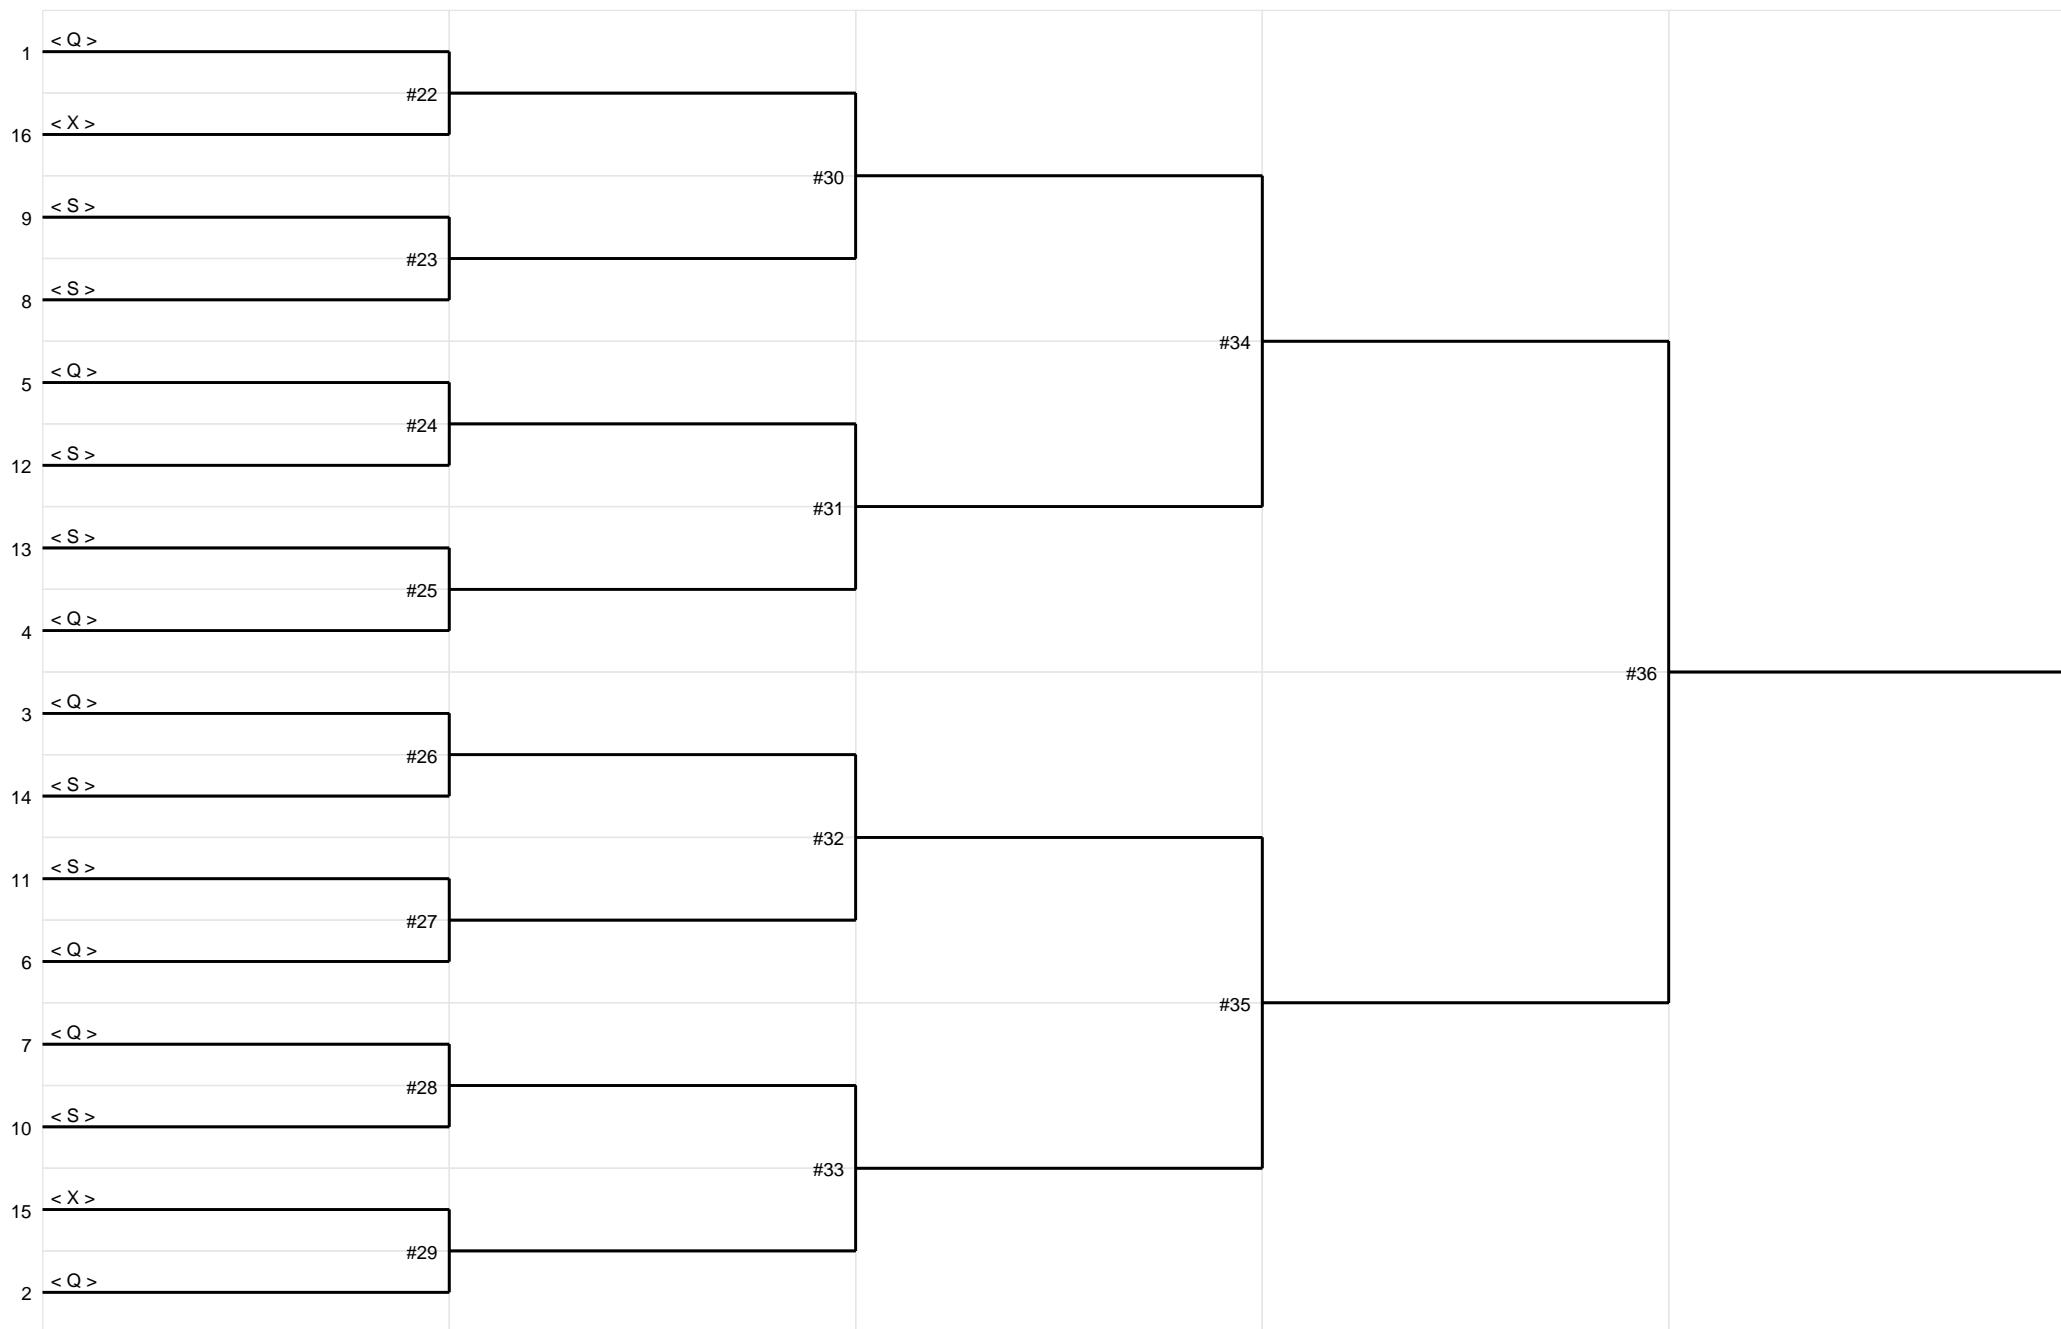 < Q >
1
#22
< X >
16
#30
< S >
9
#23
< S >
8
#34
< Q >
5
#24
< S >
12
#31
< S >
13
#25
< Q >
4
#36
< Q >
3
#26
< S >
14
#32
< S >
11
#27
< Q >
6
#35
< Q >
7
#28
< S >
10
#33
< X >
15
#29
< Q >
2